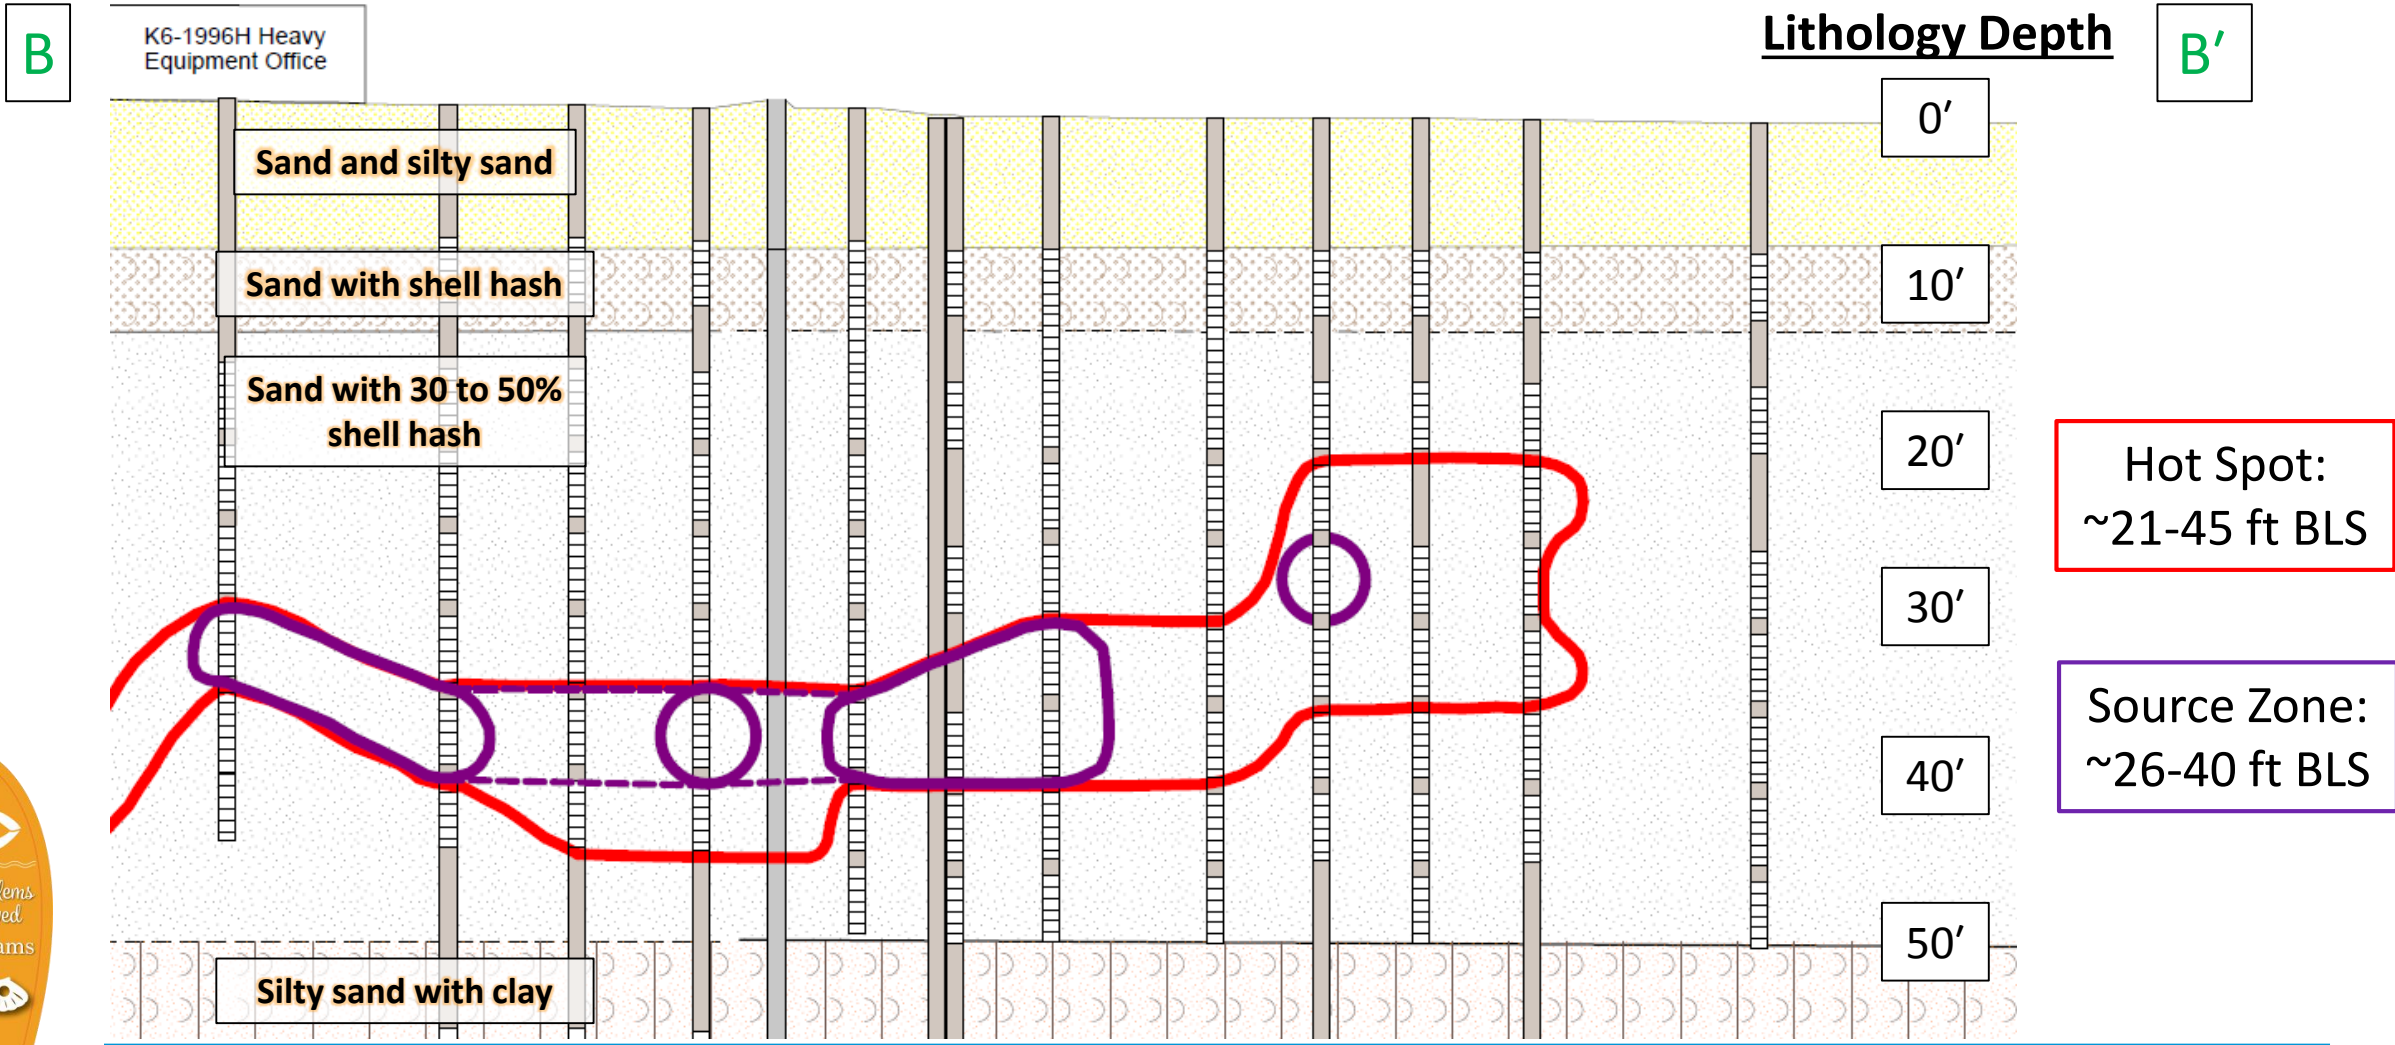 B
K6-1996H Heavy
Equipment Office
Lithology Depth
B′
0′
Sand and silty sand
Sand with shell hash
10′
Sand with 30 to 50%
shell hash
20′
Hot Spot:
~21-45 ft BLS
30′
Source Zone:
~26-40 ft BLS
40′
50′
Silty sand with clay